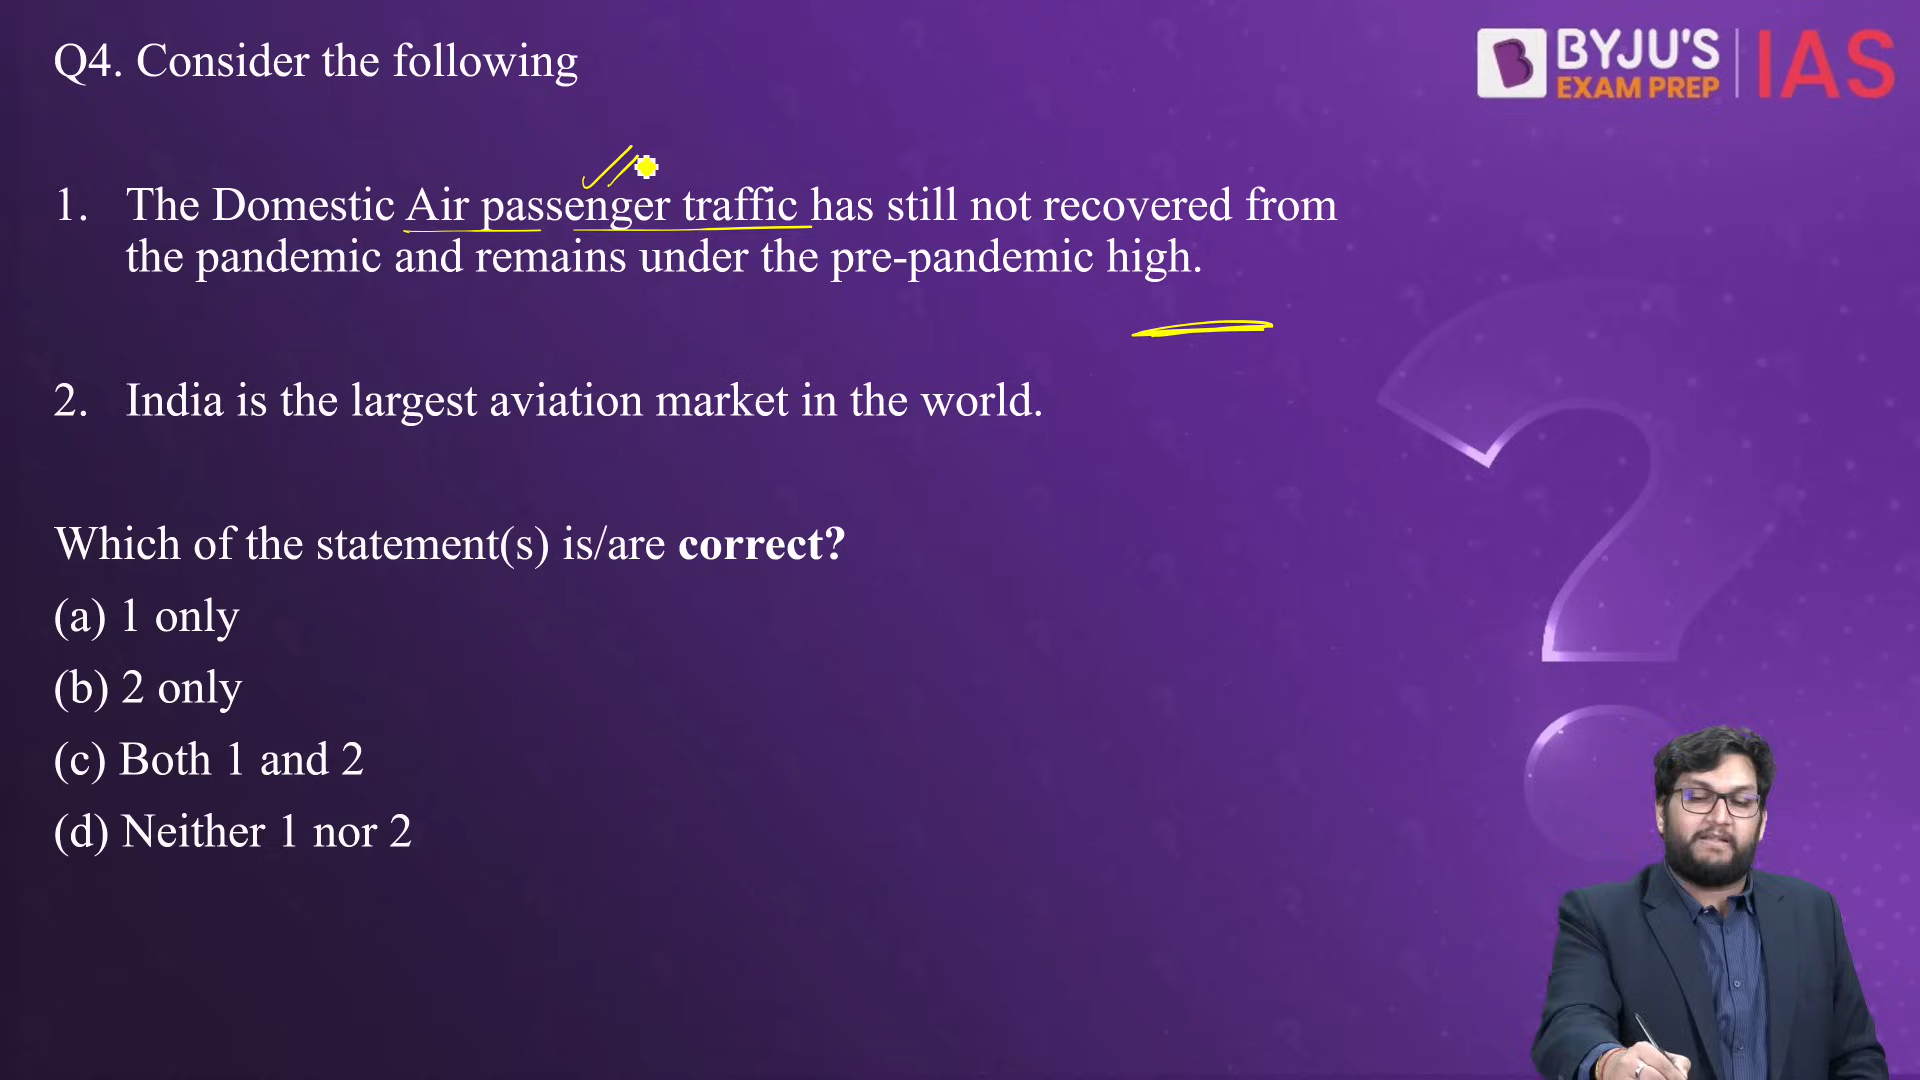 Q4. Consider the following
BYJU'S
EXAM PREP
IAS
1. The Domestic Air passenger traffic has still not recovered from
the pandemic and remains under the pre-pandemic high.
2. India is the largest aviation market in the world.
Which of the statement(s) is/are correct?
(a) 1 only
(b) 2 only
(c) Both 1 and 2
(d) Neither 1 nor 2